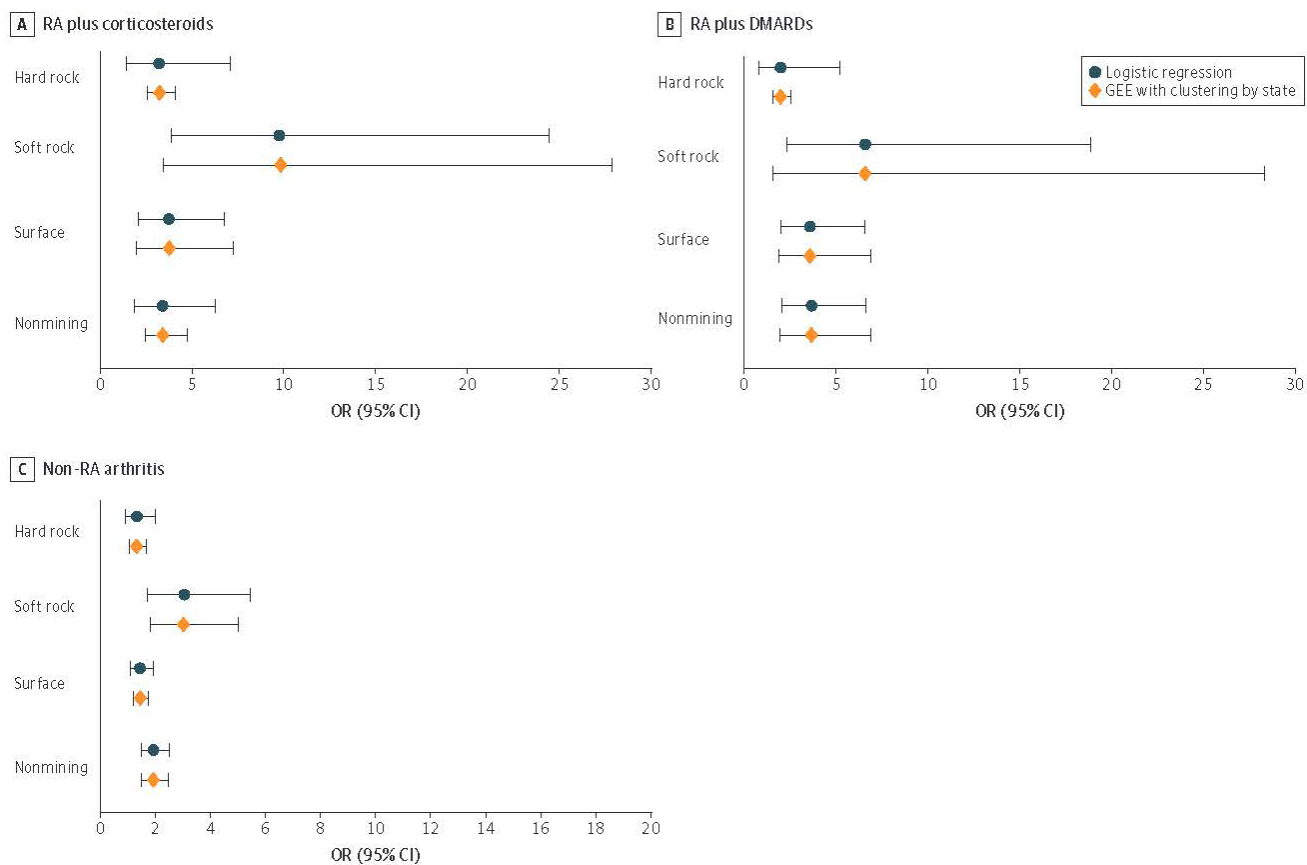 A RA plus corticosteroids
Hard rock
Soft rock
Surface
Nonmining
0 5 10 15 20 25 30
OR (95% CI)
B RA plus DMARDs
Logistic regression
GEE with clustering by state
Hard rock
Soft rock
Surface
Nonmining
0 5 10 15 20 25 30
OR (95% CI)
C Non-RA arthritis
Hard rock
Soft rock
Surface
Nonmining
0 2 4 6 8 10 12 14 16 18 20
OR (95% CI)